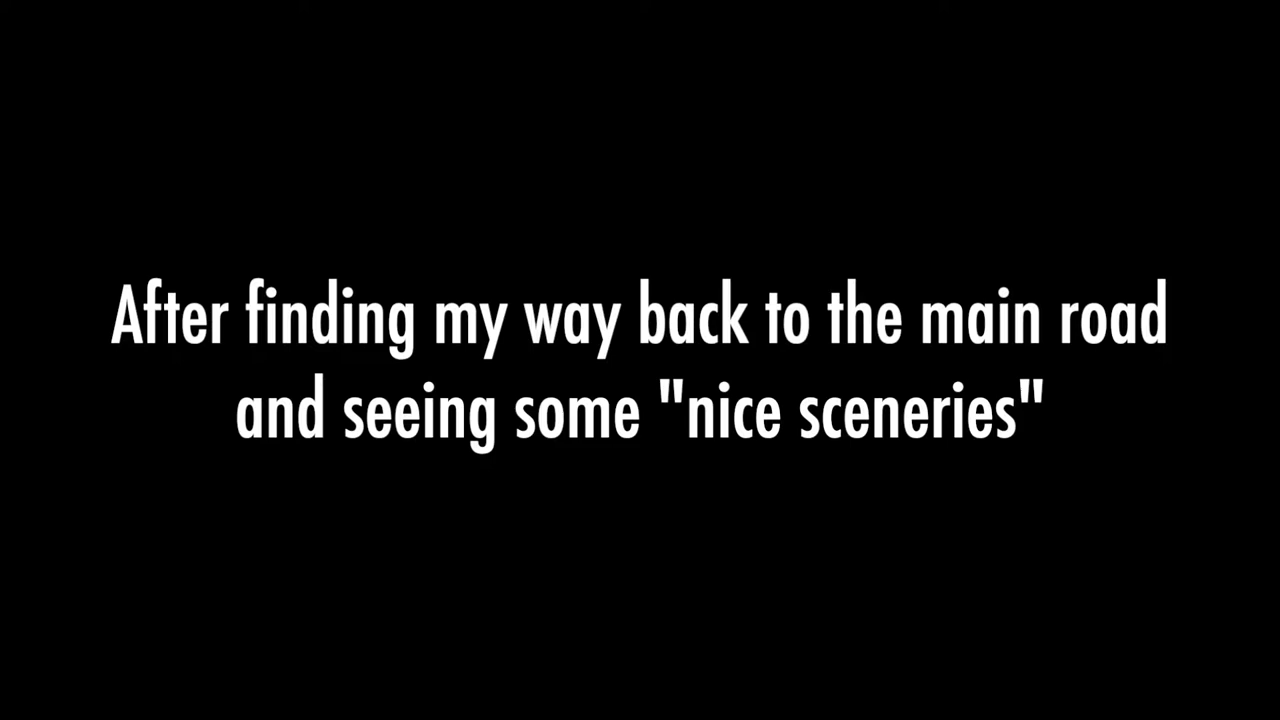 After finding my way back to the main road
and seeing some "nice sceneries"